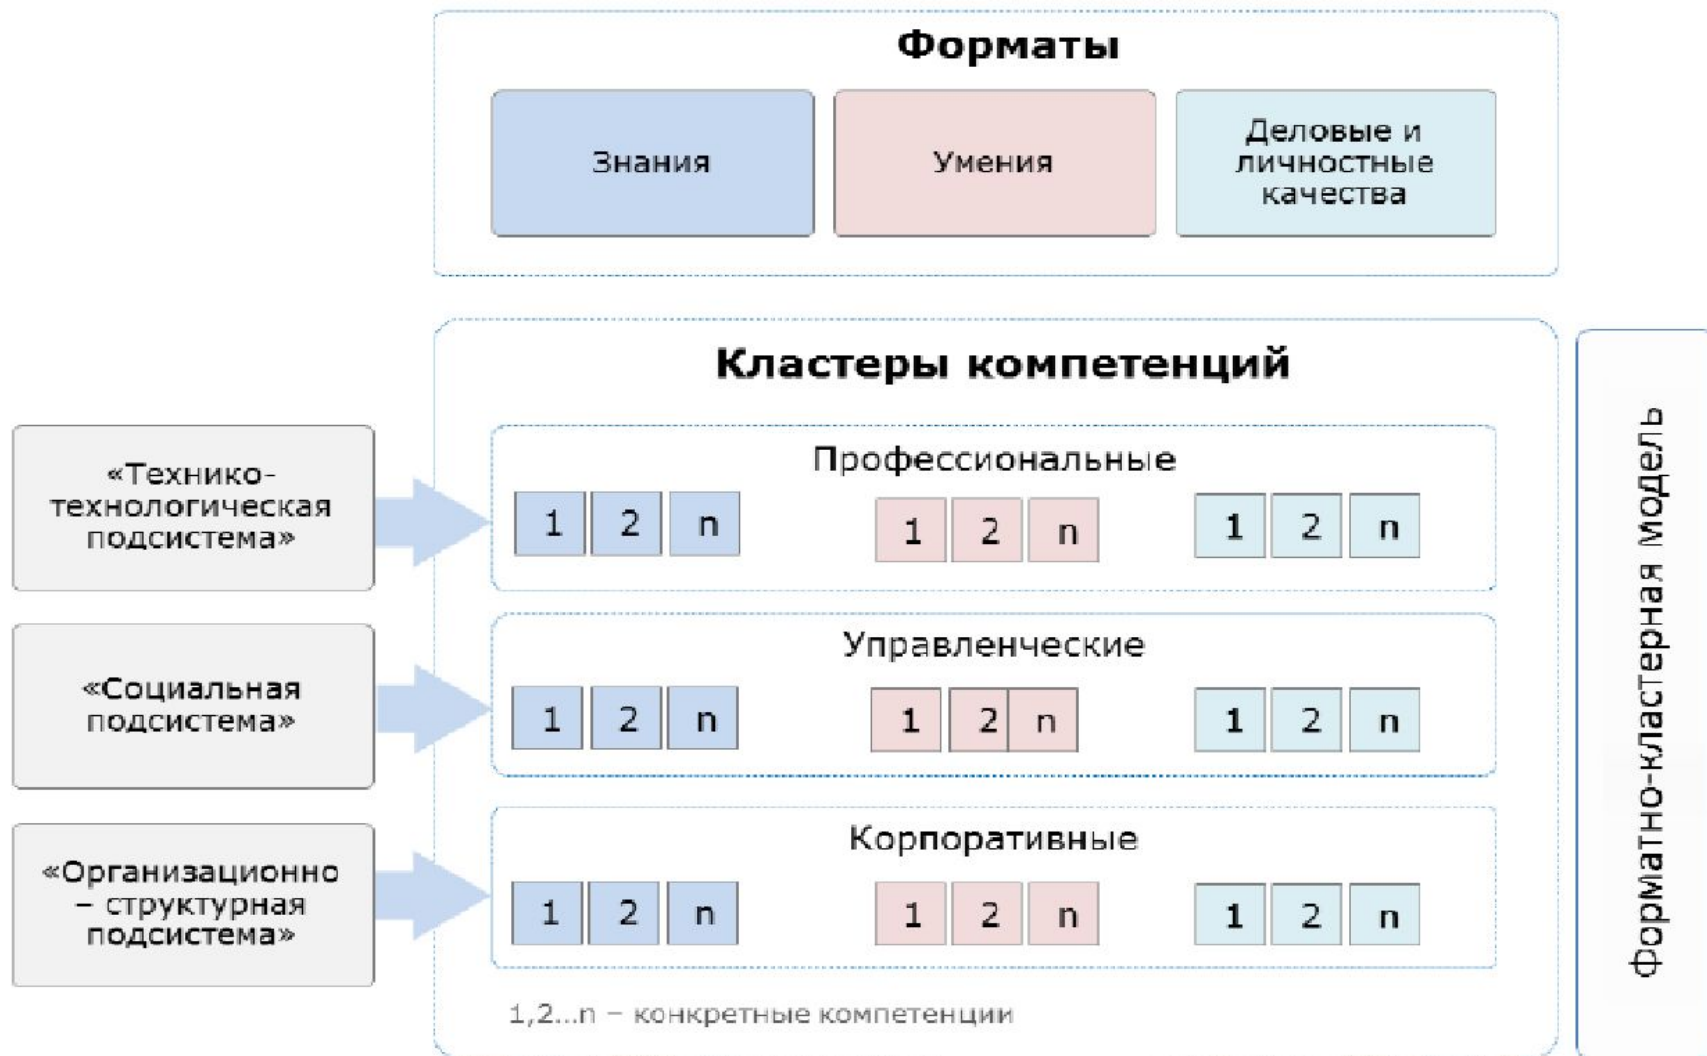 Форматы
Знания
Умения
Деловые и
личностные
качества
Кластеры компетенций
«Технико-
технологическая
подсистема»
Профессиональные
1 2 n 1 2 n 1 2 n
«Социальная
подсистема»
Управленческие
1 2 n 1 2 n 1 2 n
«Организационно
– структурная
подсистема»
Корпоративные
1 2 n 1 2 n 1 2 n
1,2...n – конкретные компетенции
Форматно-кластерная модель